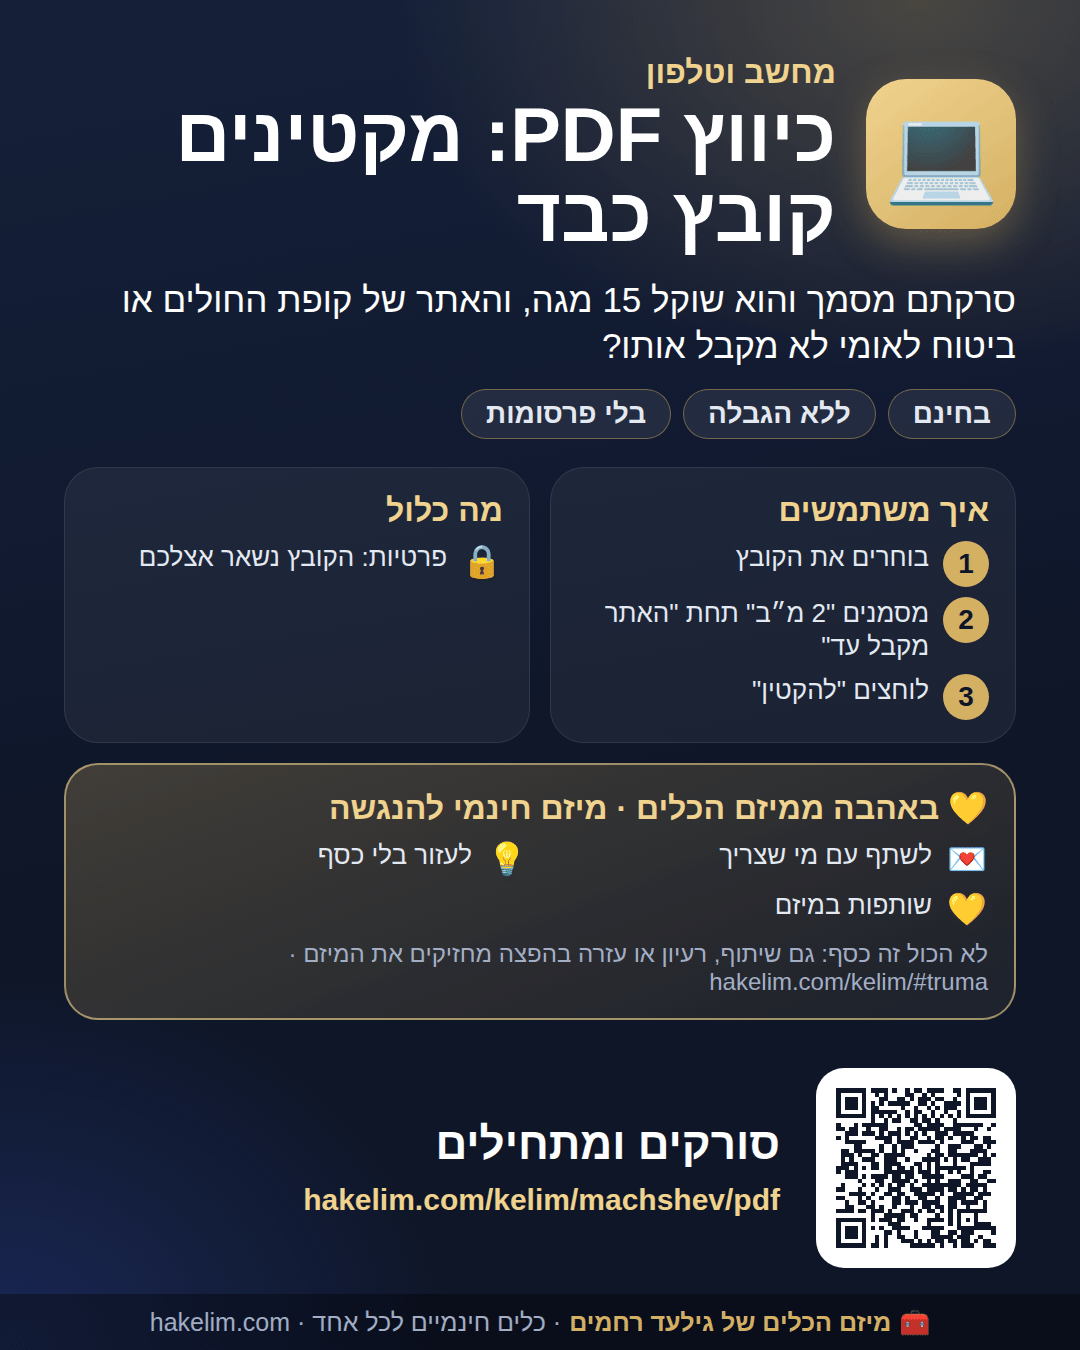 מחשב וטלפון
כיווץ PDF: מקטינים
קובץ כבד
סרקתם מסמך והוא שוקל 15 מגה, והאתר של קופת החולים או
ביטוח לאומי לא מקבל אותו?
בחינם
ללא הגבלה
בלי פרסומות
איך משתמשים
1 בוחרים את הקובץ
2 מסמנים "2 מ״ב" תחת "האתר
מקבל עד"
3 לוחצים "להקטין"
מה כלול
פרטיות: הקובץ נשאר אצלכם
באהבה ממיזם הכלים · מיזם חינמי להנגשה
לשתף עם מי שצריך
לעזור בלי כסף
שותפות במיזם
לא הכול זה כסף: גם שיתוף, רעיון או עזרה בהפצה מחזיקים את המיזם ·
hakelim.com/kelim/#truma
סורקים ומתחילים
hakelim.com/kelim/machshev/pdf
מיזם הכלים של גילעד רחמים · כלים חינמיים לכל אחד · hakelim.com